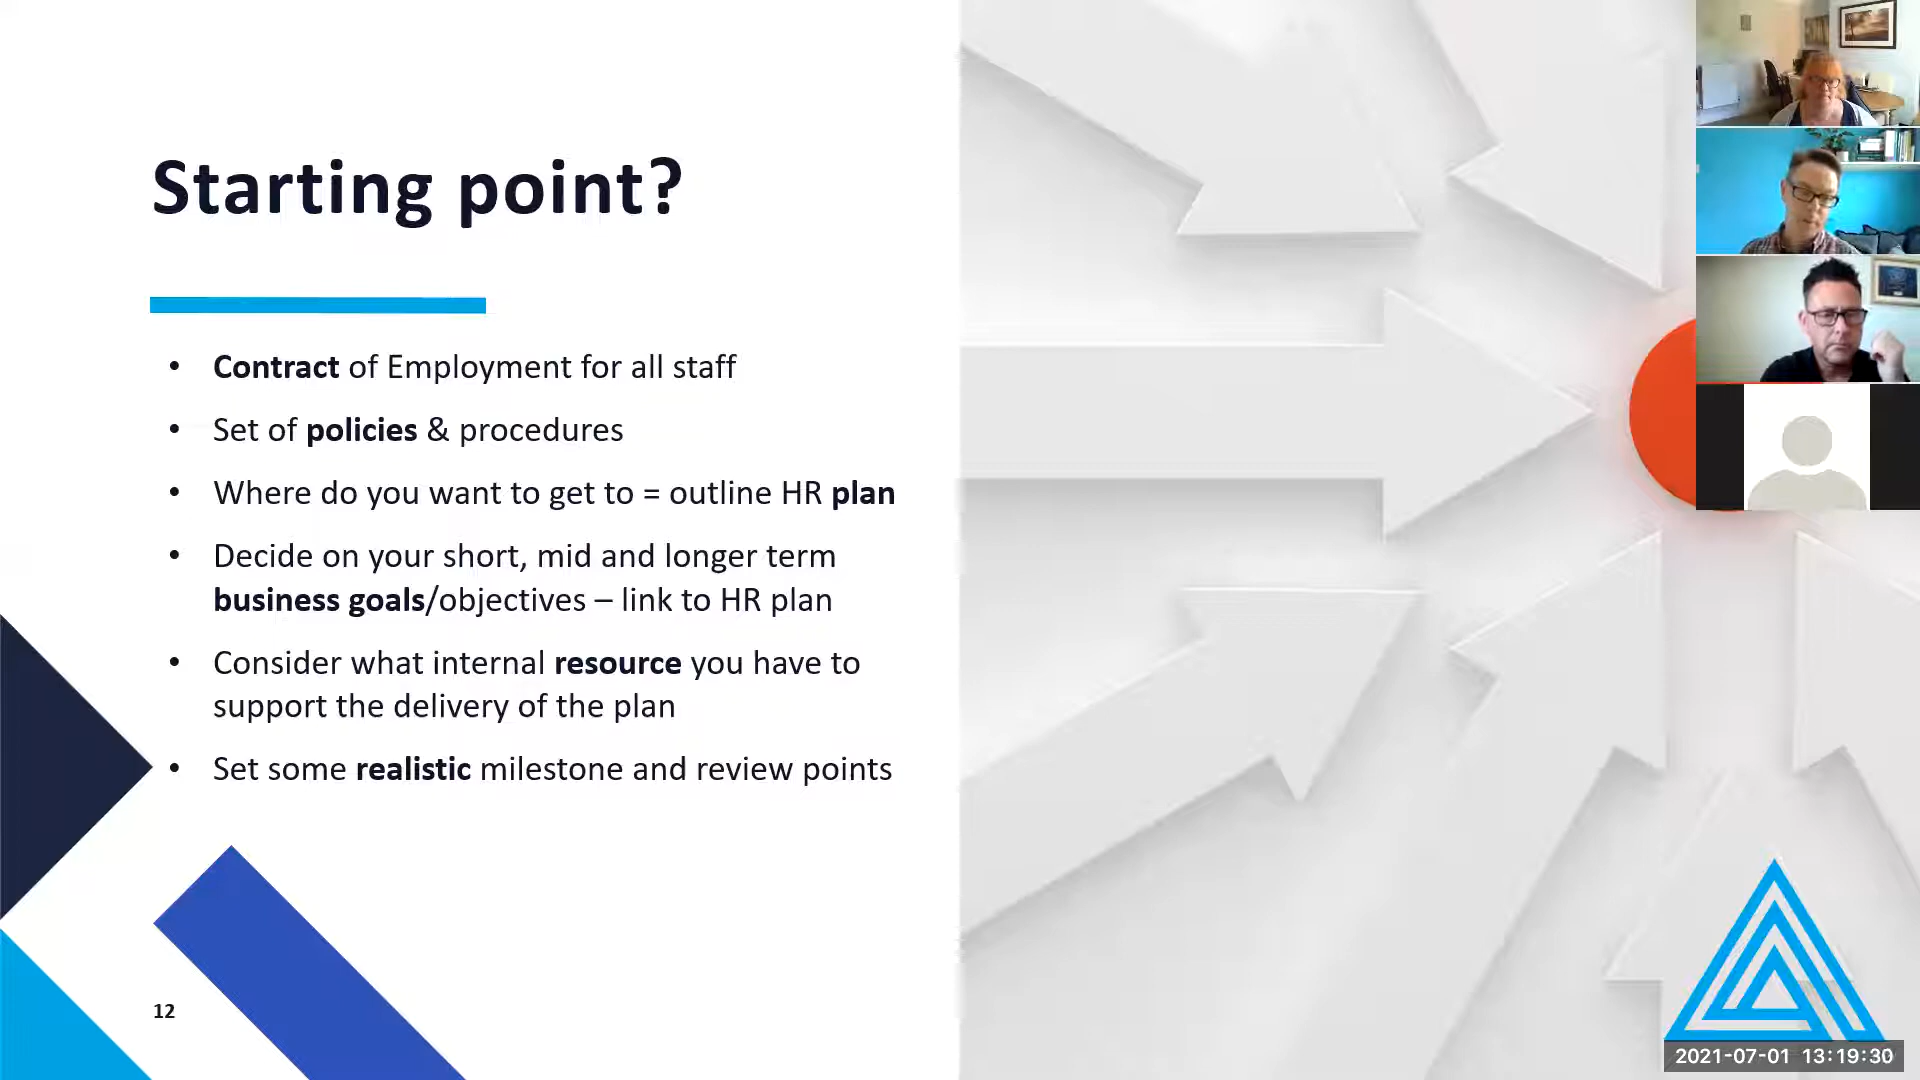 Starting point?
• Contract of Employment for all staff
• Set of policies & procedures
• Where do you want to get to = outline HR plan
• Decide on your short, mid and longer term
business goals/objectives – link to HR plan
• Consider what internal resource you have to
support the delivery of the plan
• Set some realistic milestone and review points
12
2021-07-01 13:19:30